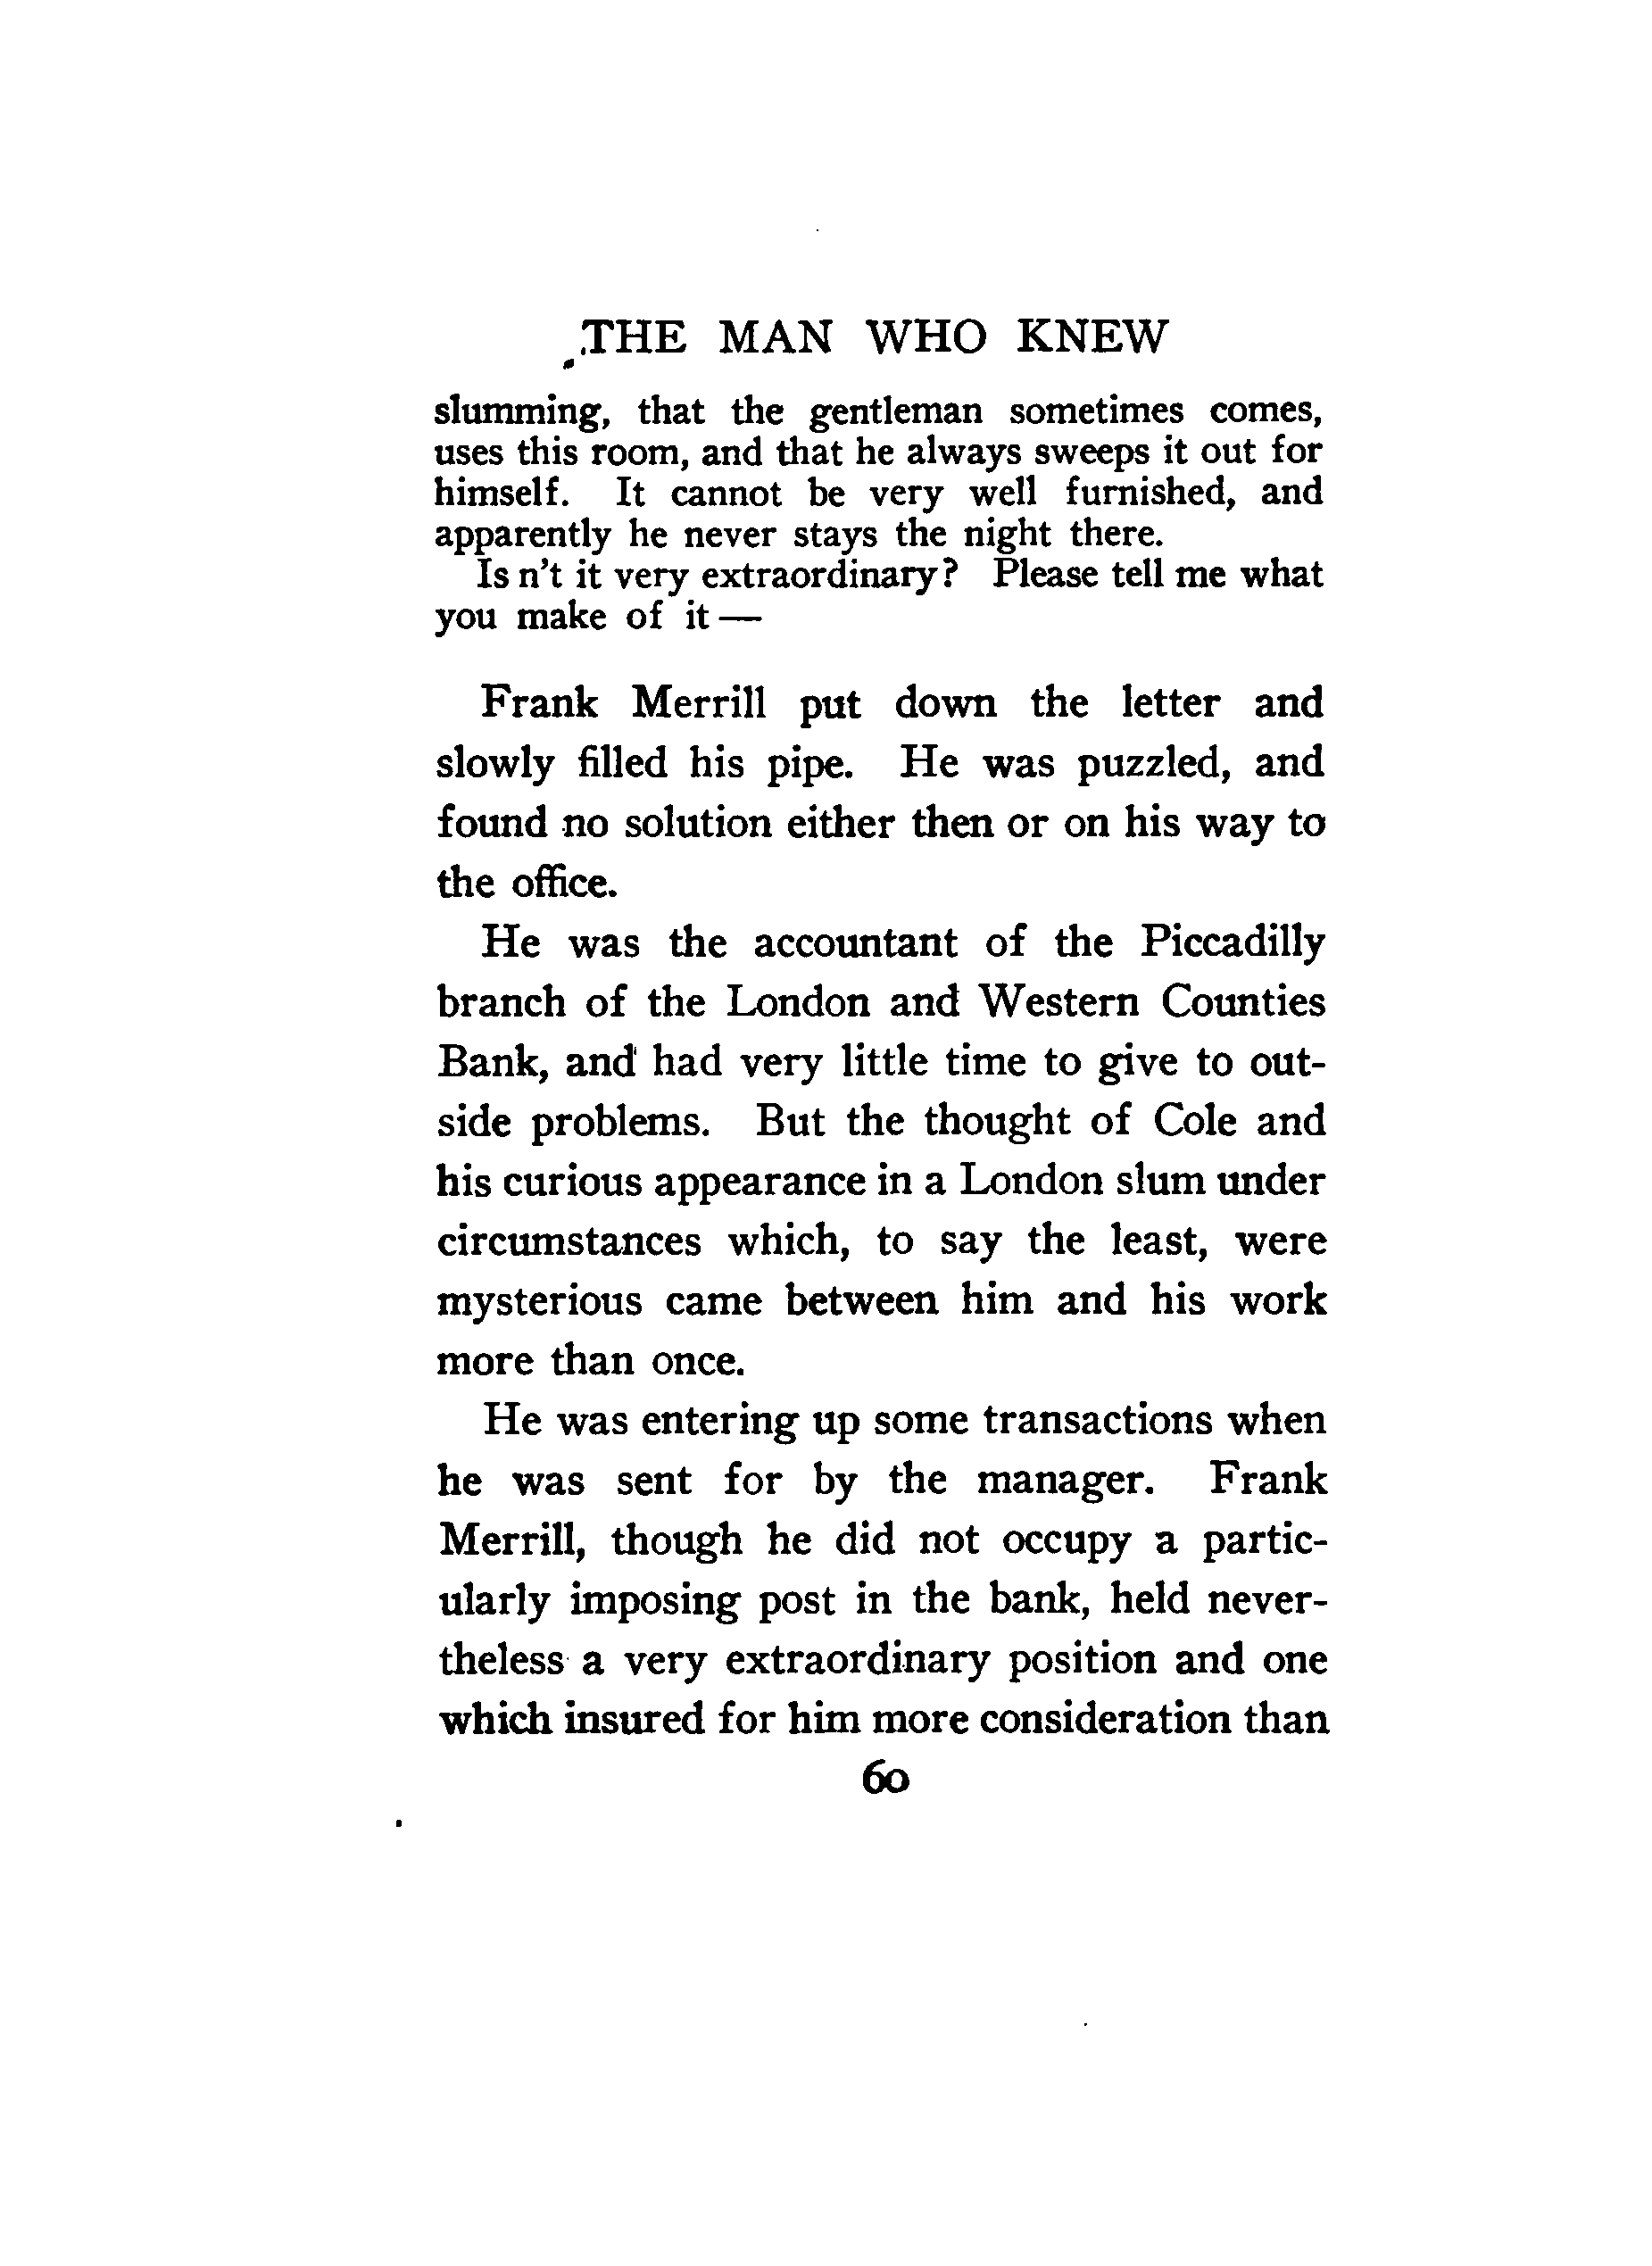 THE MAN WHO KNEW
slumming, that the gentleman sometimes comes,
uses this room, and that he always sweeps it out for
himself. It cannot be very well furnished, and
apparently he never stays the night there.
Is n't it very extraordinary? Please tell me what
you make of it —
Frank Merrill put down the letter and
slowly filled his pipe. He was puzzled, and
found no solution either then or on his way to
the office.
He was the accountant of the Piccadilly
branch of the London and Western Counties
Bank, and had very little time to give to out-
side problems. But the thought of Cole and
his curious appearance in a London slum under
circumstances which, to say the least, were
mysterious came between him and his work
more than once.
He was entering up some transactions when
he was sent for by the manager. Frank
Merrill, though he did not occupy a partic-
ularly imposing post in the bank, held never-
theless a very extraordinary position and one
which insured for him more consideration than
60